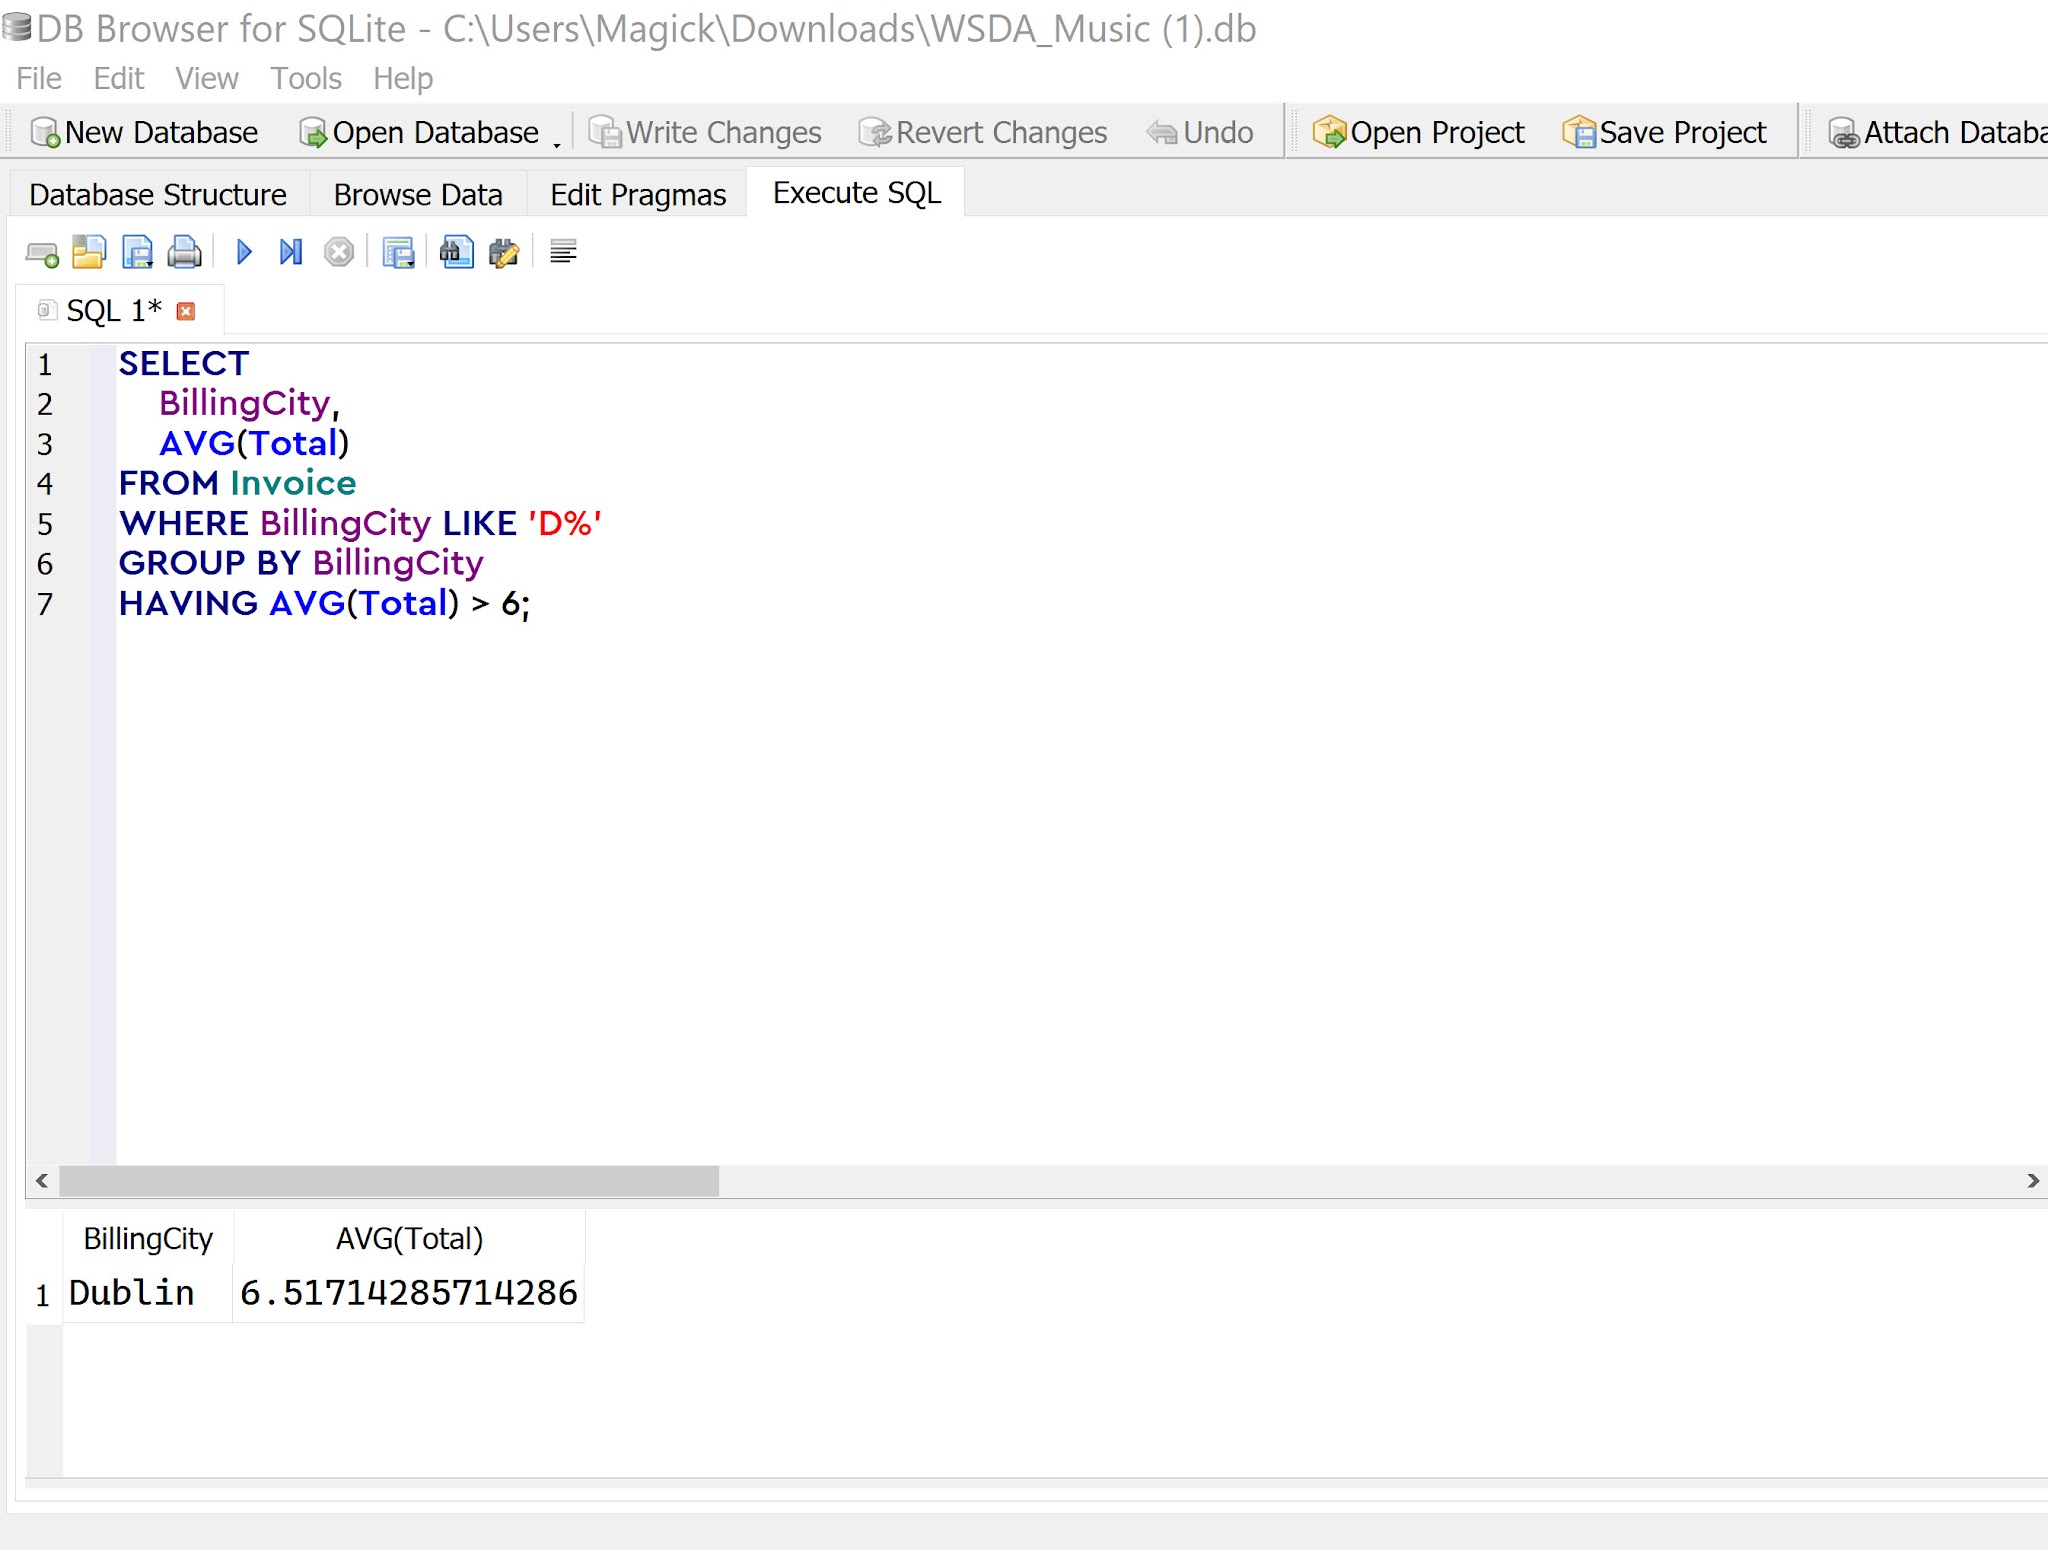 DB Browser for SQLite - C:\Users\Magick\Downloads\WSDA_Music (1).db
File Edit View Tools Help
New Database Open Database Write Changes Revert Changes Undo Open Project Save Project Attach Databa
Database Structure Browse Data Edit Pragmas Execute SQL
SQL 1*
1 SELECT
2 BillingCity,
3 AVG(Total)
4 FROM Invoice
5 WHERE BillingCity LIKE 'D%'
6 GROUP BY BillingCity
7 HAVING AVG(Total) > 6;
BillingCity AVG(Total)
1 Dublin 6.51714285714286